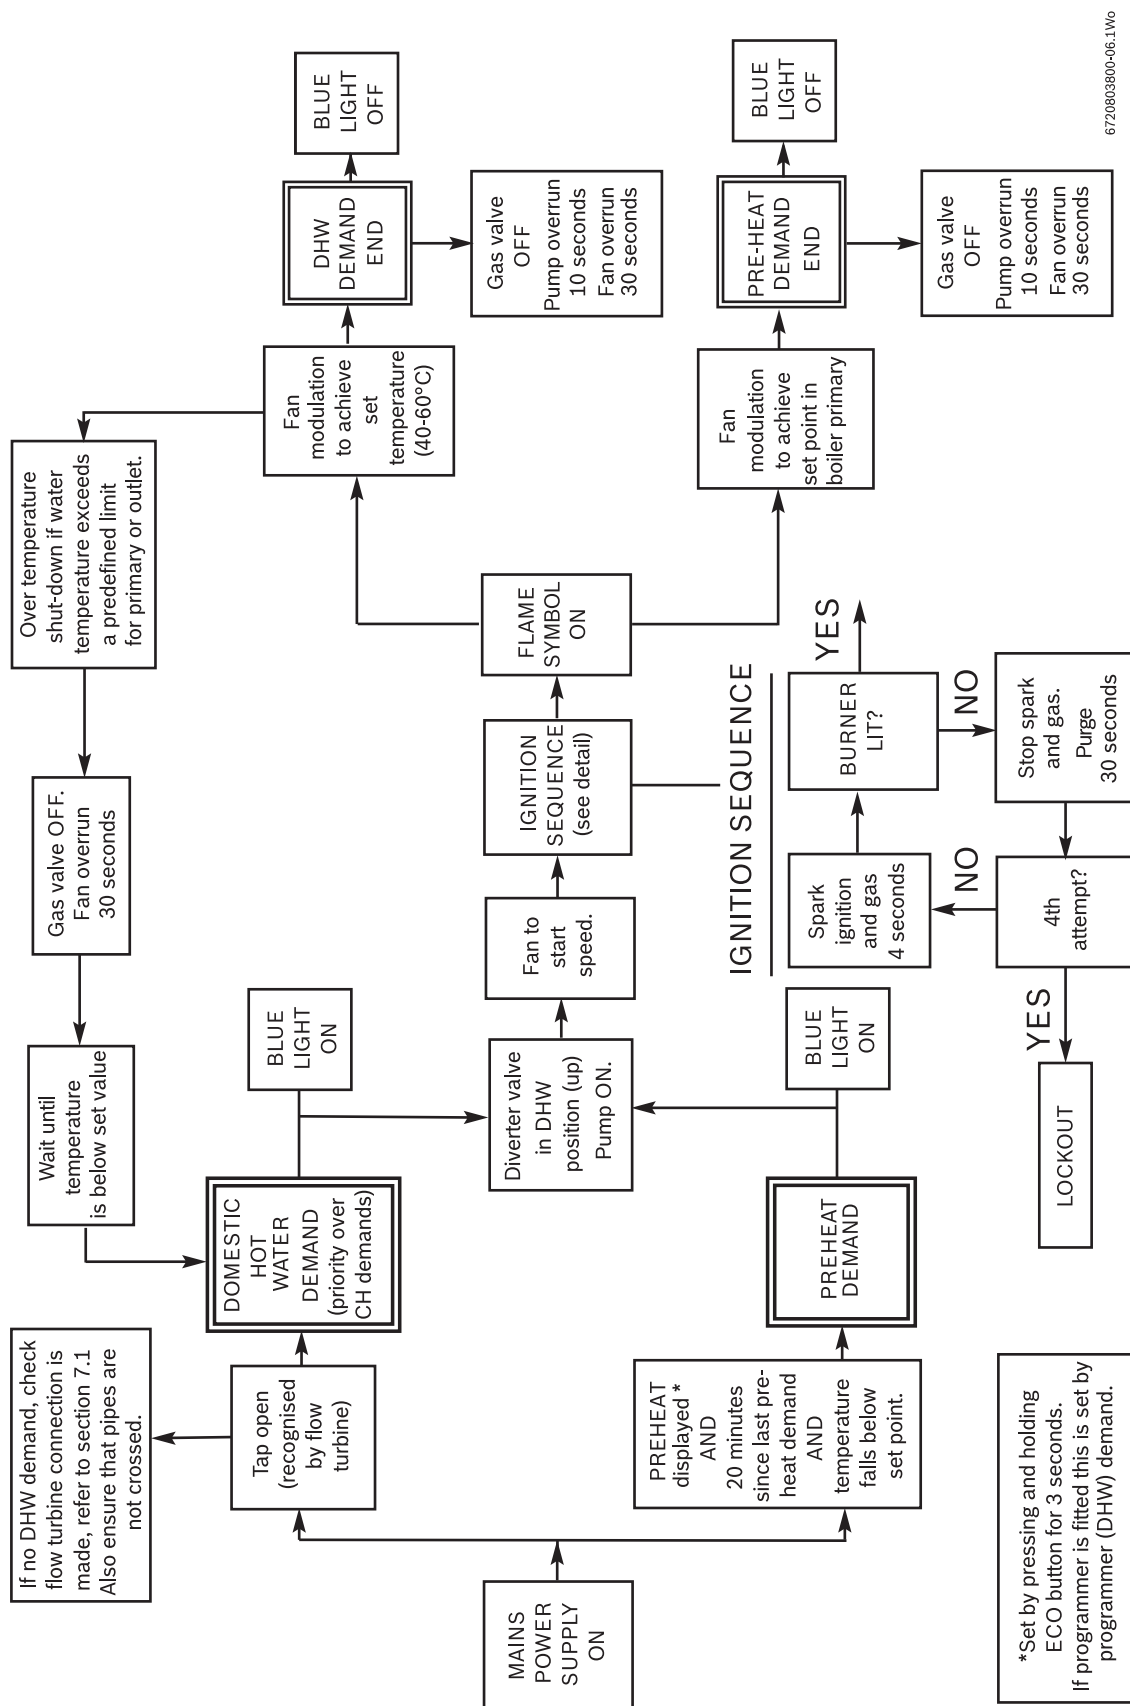 MAINS
POWER
SUPPLY
ON
If no DHW demand, check
flow turbine connection is
made, refer to section 7.1
Also ensure that pipes are
not crossed.
Tap open
(recognised
by flow
turbine)
PREHEAT
displayed *
AND
20 minutes
since last pre-
heat demand
AND
temperature
falls below
set point.
*Set by pressing and holding
ECO button for 3 seconds.
If programmer is fitted this is set by
programmer (DHW) demand.
Wait until
temperature
is below set value
DOMESTIC
HOT
WATER
DEMAND
(priority over
CH demands)
BLUE
LIGHT
ON
Diverter valve
in DHW
position (up)
Pump ON.
PREHEAT
DEMAND
BLUE
LIGHT
ON
LOCKOUT
Gas valve OFF.
Fan overrun
30 seconds
Fan to
start
speed.
IGNITION
SEQUENCE
(see detail)
FLAME
SYMBOL
ON
IGNITION SEQUENCE
Spark
ignition
and gas
4 seconds
BURNER
LIT?
YES
NO
Stop spark
and gas.
Purge
30 seconds
4th
attempt?
NO
YES
Over temperature
shut-down if water
temperature exceeds
a predefined limit
for primary or outlet.
Fan
modulation
to achieve
set
temperature
(40-60°C)
DHW
DEMAND
END
BLUE
LIGHT
OFF
Gas valve
OFF
Pump overrun
10 seconds
Fan overrun
30 seconds
Fan
modulation
to achieve
set point in
boiler primary
PRE-HEAT
DEMAND
END
BLUE
LIGHT
OFF
Gas valve
OFF
Pump overrun
10 seconds
Fan overrun
30 seconds
6720803800-06.1Wo